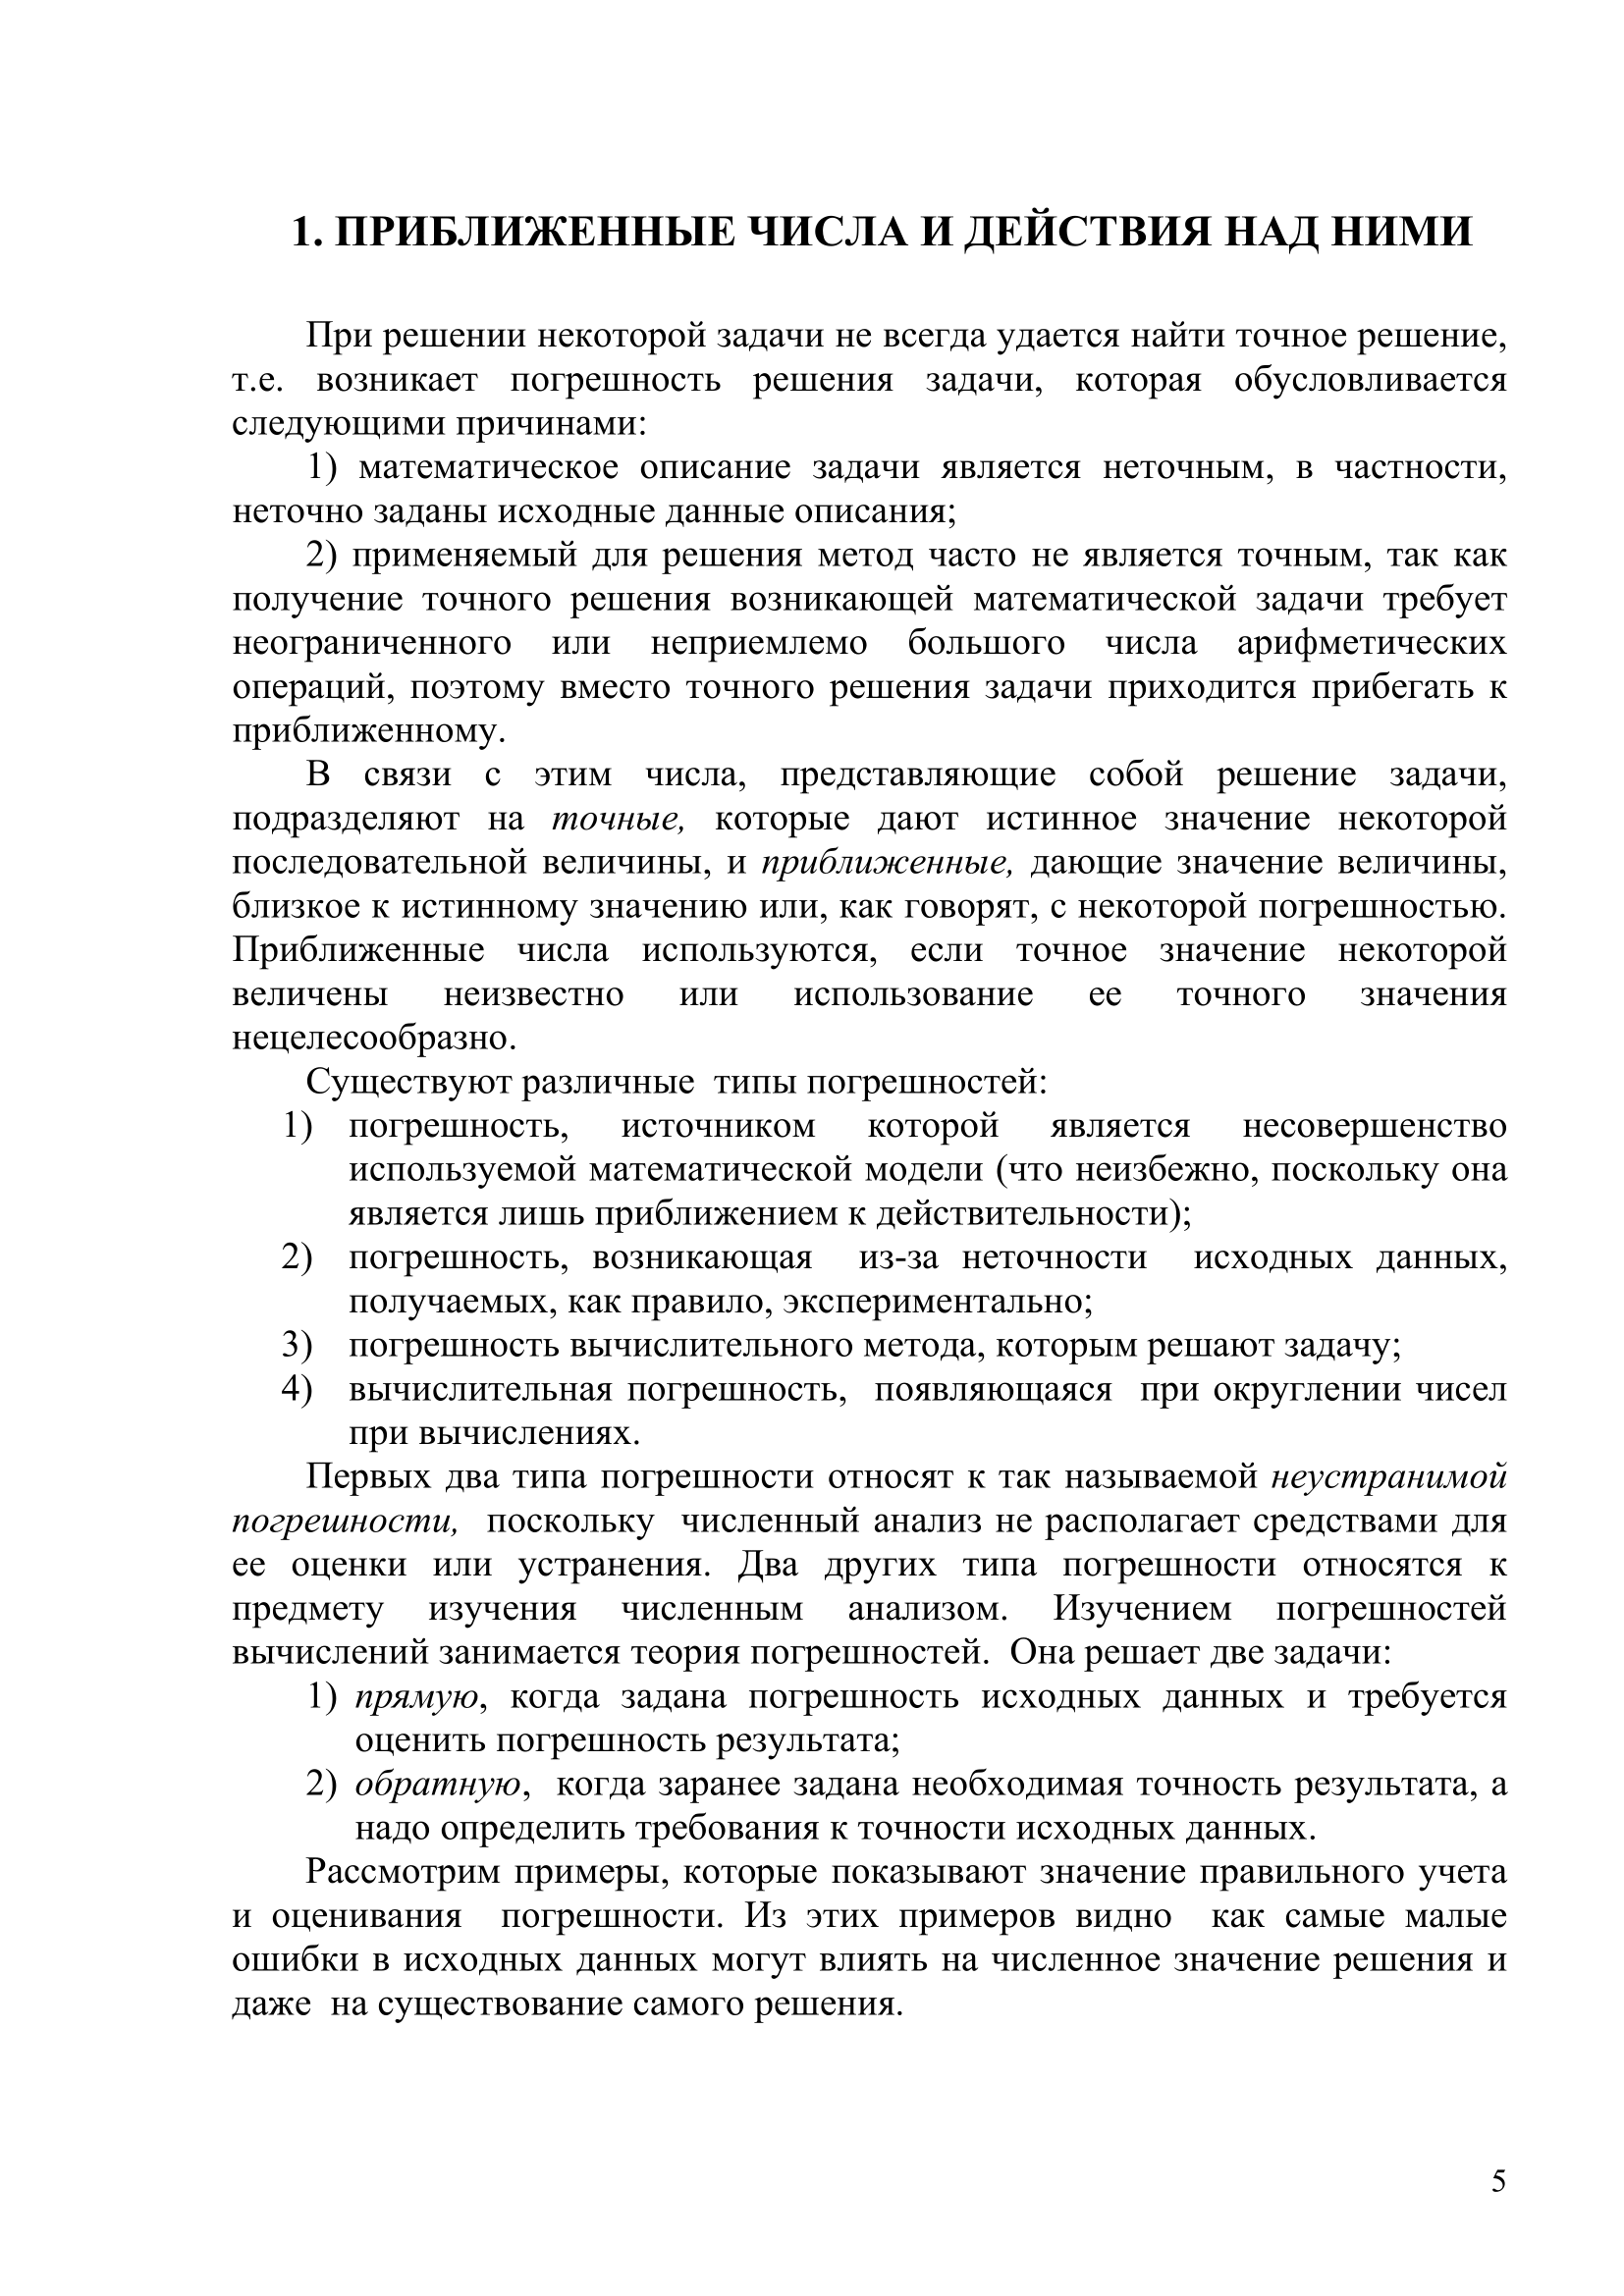 1. ПРИБЛИЖЕННЫЕ ЧИСЛА И ДЕЙСТВИЯ НАД НИМИ
При решении некоторой задачи не всегда удается найти точное решение,
т.е. возникает погрешность решения задачи, которая обусловливается
следующими причинами:
1) математическое описание задачи является неточным, в частности,
неточно заданы исходные данные описания;
2) применяемый для решения метод часто не является точным, так как
получение точного решения возникающей математической задачи требует
неограниченного или неприемлемо большого числа арифметических
операций, поэтому вместо точного решения задачи приходится прибегать к
приближенному.
В связи с этим числа, представляющие собой решение задачи,
подразделяют на точные, которые дают истинное значение некоторой
последовательной величины, и приближенные, дающие значение величины,
близкое к истинному значению или, как говорят, с некоторой погрешностью.
Приближенные числа используются, если точное значение некоторой
величены неизвестно или использование ее точного значения
нецелесообразно.
Существуют различные типы погрешностей:
1) погрешность, источником которой является несовершенство
используемой математической модели (что неизбежно, поскольку она
является лишь приближением к действительности);
2) погрешность, возникающая из-за неточности исходных данных,
получаемых, как правило, экспериментально;
3) погрешность вычислительного метода, которым решают задачу;
4) вычислительная погрешность, появляющаяся при округлении чисел
при вычислениях.
Первых два типа погрешности относят к так называемой неустранимой
погрешности, поскольку численный анализ не располагает средствами для
ее оценки или устранения. Два других типа погрешности относятся к
предмету изучения численным анализом. Изучением погрешностей
вычислений занимается теория погрешностей. Она решает две задачи:
1) прямую, когда задана погрешность исходных данных и требуется
оценить погрешность результата;
2) обратную, когда заранее задана необходимая точность результата, а
надо определить требования к точности исходных данных.
Рассмотрим примеры, которые показывают значение правильного учета
и оценивания погрешности. Из этих примеров видно как самые малые
ошибки в исходных данных могут влиять на численное значение решения и
даже на существование самого решения.
5